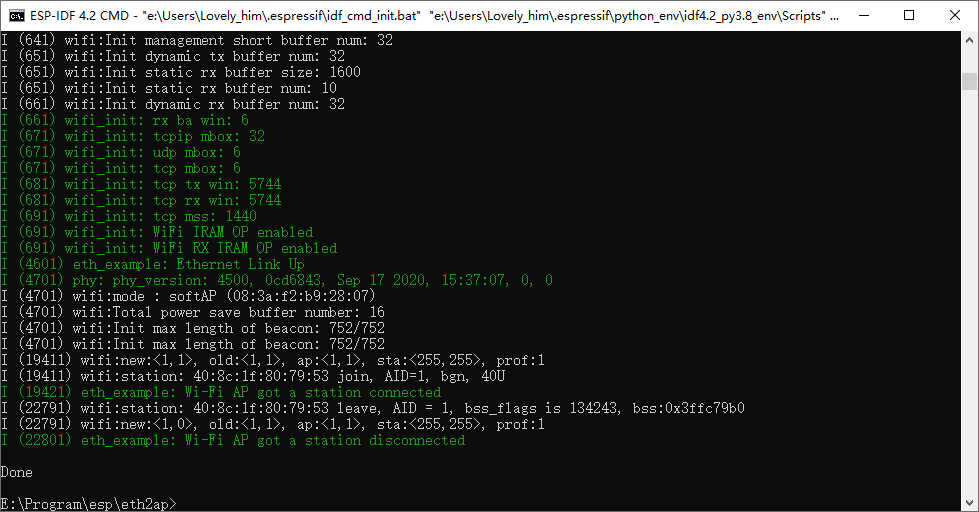 ESP-IDF 4.2 CMD - "e:\Users\Lovely_him\.espressif\idf_cmd_init.bat"  "e:\Users\Lovely_him\.espressif\python_env\idf4.2_py3.8_env\Scripts" ...
I (641) wifi:Init management short buffer num: 32
I (651) wifi:Init dynamic tx buffer num: 32
I (651) wifi:Init static rx buffer size: 1600
I (651) wifi:Init static rx buffer num: 10
I (661) wifi:Init dynamic rx buffer num: 32
I (661) wifi_init: rx ba win: 6
I (671) wifi_init: tcpip mbox: 32
I (671) wifi_init: udp mbox: 6
I (671) wifi_init: tcp mbox: 6
I (681) wifi_init: tcp tx win: 5744
I (681) wifi_init: tcp rx win: 5744
I (691) wifi_init: tcp mss: 1440
I (691) wifi_init: WiFi IRAM OP enabled
I (691) wifi_init: WiFi RX IRAM OP enabled
I (4601) eth_example: Ethernet Link Up
I (4701) phy: phy_version: 4500, 0cd6843, Sep 17 2020, 15:37:07, 0, 0
I (4701) wifi:mode : softAP (08:3a:f2:b9:28:07)
I (4701) wifi:Total power save buffer number: 16
I (4701) wifi:Init max length of beacon: 752/752
I (4701) wifi:Init max length of beacon: 752/752
I (19411) wifi:new:<1,1>, old:<1,1>, ap:<1,1>, sta:<255,255>, prof:1
I (19411) wifi:station: 40:8c:1f:80:79:53 join, AID=1, bgn, 40U
I (19421) eth_example: Wi-Fi AP got a station connected
I (22791) wifi:station: 40:8c:1f:80:79:53 leave, AID = 1, bss_flags is 134243, bss:0x3ffc79b0
I (22791) wifi:new:<1,0>, old:<1,1>, ap:<1,1>, sta:<255,255>, prof:1
I (22801) eth_example: Wi-Fi AP got a station disconnected
Done
E:\Program\esp\eth2ap>